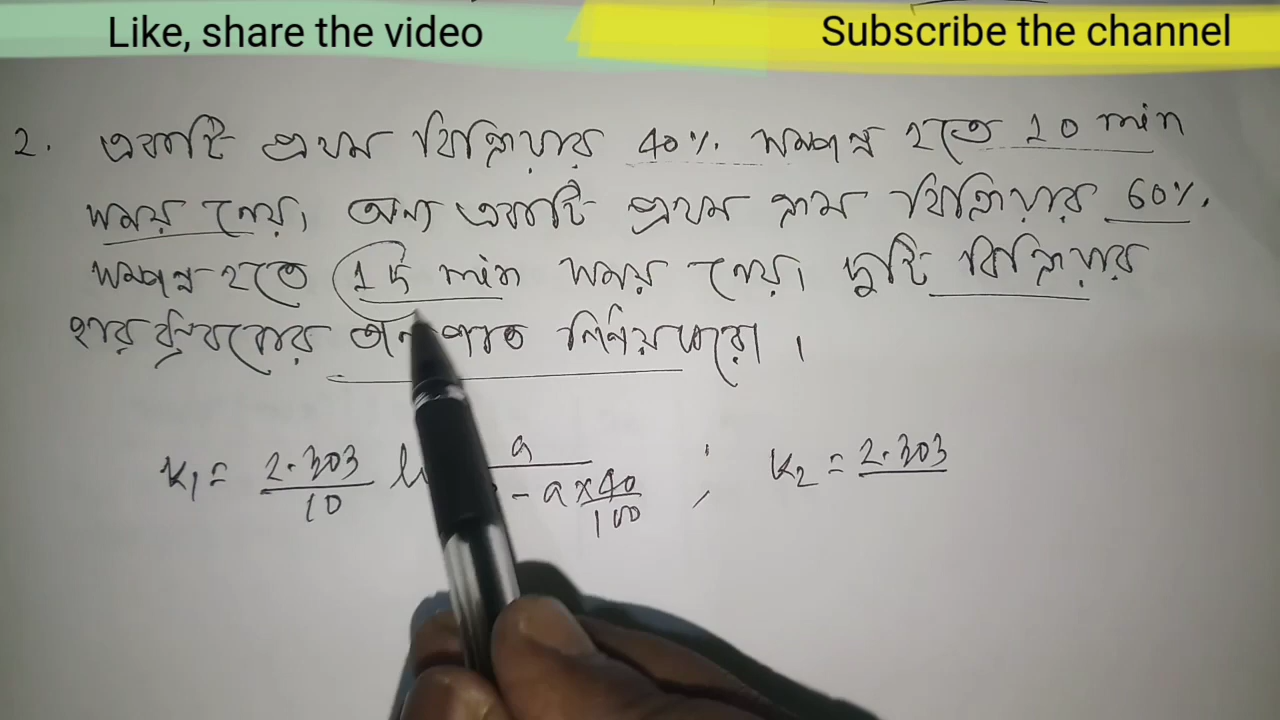 Like, share the video
Subscribe the channel
2. একটি প্রথম বিক্রিয়ার 40% সমাপ্ত হতে 10 min
সময় নেয়। অন্য একটি প্রথম ক্রম বিক্রিয়ার 60%.
সমাপ্ত হতে 15 min সময় নেয়। দুটি বিক্রিয়ার
হার ধ্রুবকের অনুপাত নির্ণয় করো।
K₁ = 2.303/10 a/- a×40/100 ; K₂ = 2.303